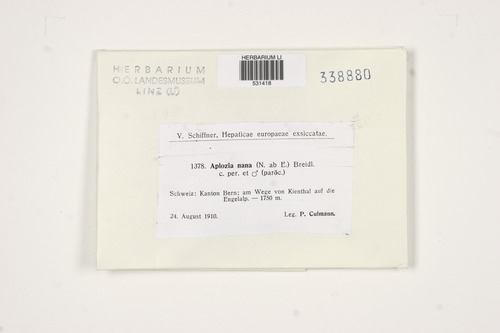 HERBARIUM
O.Ö. LANDESMUSEUM
LINZ
HERBARIUM LI
531418
338880
V. Schiffner, Hepaticae europaeae exsiccatae.
1378. Aplozia nana (N. ab E.) Breidl.
c. per. et ♂ (paröc.)
Schweiz: Kanton Bern; am Wege von Kienthal auf die
Engelalp. — 1750 m.
24. August 1910.
Leg. P. Culmann.